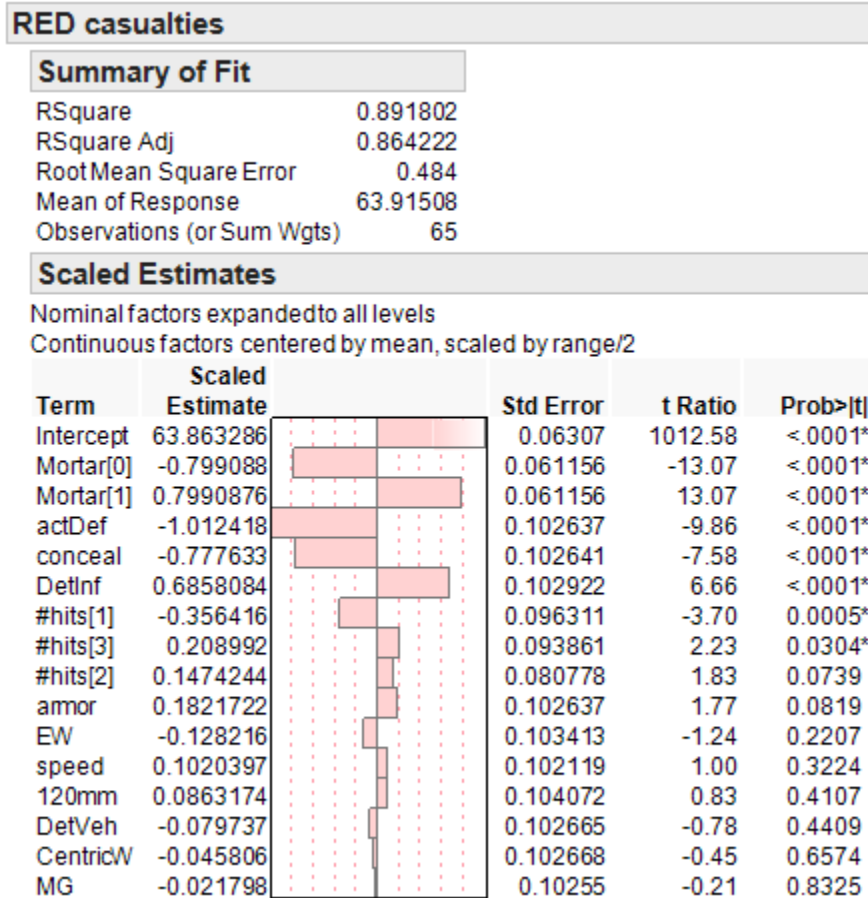 RED casualties
Summary of Fit
RSquare 0.891802
RSquare Adj 0.864222
Root Mean Square Error 0.484
Mean of Response 63.91508
Observations (or Sum Wgts) 65
Scaled Estimates
Nominal factors expanded to all levels
Continuous factors centered by mean, scaled by range/2
Scaled
Term Estimate Std Error t Ratio Prob>|t|
Intercept 63.863286 0.06307 1012.58 <.0001*
Mortar[0] -0.799088 0.061156 -13.07 <.0001*
Mortar[1] 0.7990876 0.061156 13.07 <.0001*
actDef -1.012418 0.102637 -9.86 <.0001*
conceal -0.777633 0.102641 -7.58 <.0001*
DetInf 0.6858084 0.102922 6.66 <.0001*
#hits[1] -0.356416 0.096311 -3.70 0.0005*
#hits[3] 0.208992 0.093861 2.23 0.0304*
#hits[2] 0.1474244 0.080778 1.83 0.0739
armor 0.1821722 0.102637 1.77 0.0819
EW -0.128216 0.103413 -1.24 0.2207
speed 0.1020397 0.102119 1.00 0.3224
120mm 0.0863174 0.104072 0.83 0.4107
DetVeh -0.079737 0.102665 -0.78 0.4409
CentricW -0.045806 0.102668 -0.45 0.6574
MG -0.021798 0.10255 -0.21 0.8325